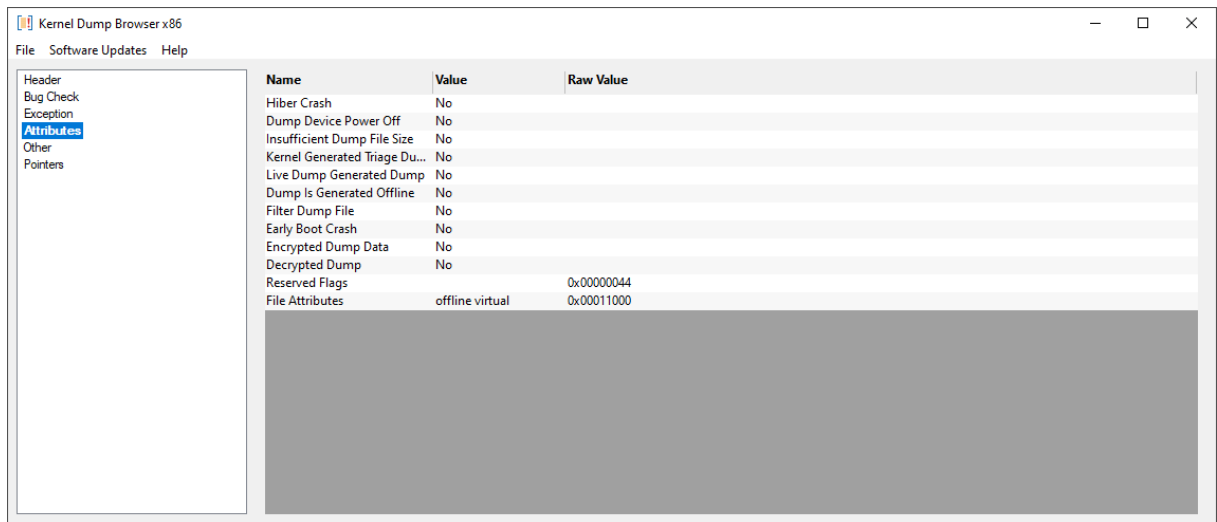 Kernel Dump Browser x86
File Software Updates Help
Header
Bug Check
Exception
Attributes
Other
Pointers
Name Value Raw Value
Hiber Crash No
Dump Device Power Off No
Insufficient Dump File Size No
Kernel Generated Triage Du... No
Live Dump Generated Dump No
Dump Is Generated Offline No
Filter Dump File No
Early Boot Crash No
Encrypted Dump Data No
Decrypted Dump No
Reserved Flags 0x00000044
File Attributes offline virtual 0x00011000